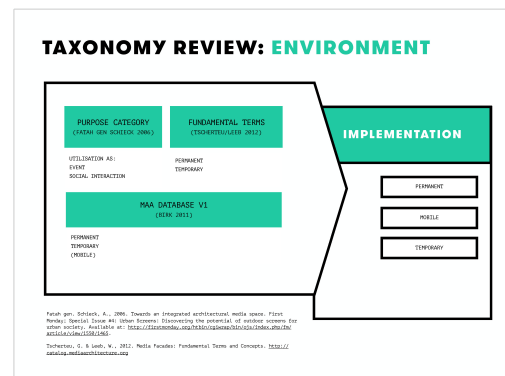 TAXONOMY REVIEW: ENVIRONMENT
PURPOSE CATEGORY
(FATAH GEN SCHIECK 2006)
FUNDAMENTAL TERMS
(TSCHERTEU/LEEB 2012)
UTILISATION AS:
EVENT
SOCIAL INTERACTION
PERMANENT
TEMPORARY
MAA DATABASE V1
(BIRK 2011)
PERMANENT
TEMPORARY
(MOBILE)
IMPLEMENTATION
PERMANENT
MOBILE
TEMPORARY
Fatah gen. Schieck, A., 2006. Towards an integrated architectural media space. First
Monday; Special Issue #4: Urban Screens: Discovering the potential of outdoor screens for
urban society. Available at: http://firstmonday.org/htbin/cgiwrap/bin/ojs/index.php/fm/
article/view/1550/1465.
Tscherteu, G. & Leeb, W., 2012. Media Facades: Fundamental Terms and Concepts. http://
catalog.mediaarchitecture.org